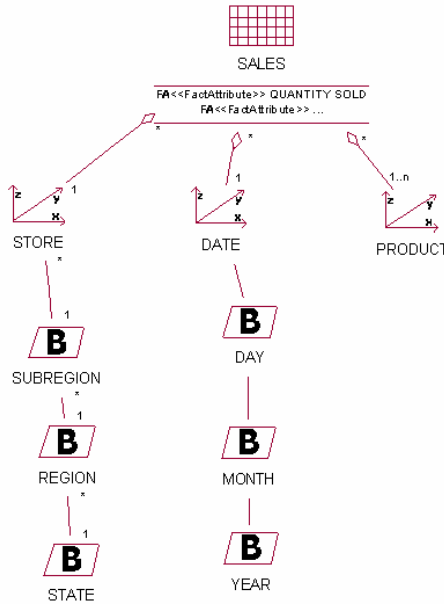 SALES
FA<<FactAttribute>> QUANTITY SOLD
FA<<FactAttribute>> ...
*
*
*
1
1
1..n
z
y
x
STORE
z
y
x
DATE
z
y
x
PRODUCT
*
1
B
SUBREGION
B
DAY
*
1
B
REGION
B
MONTH
*
1
B
STATE
B
YEAR